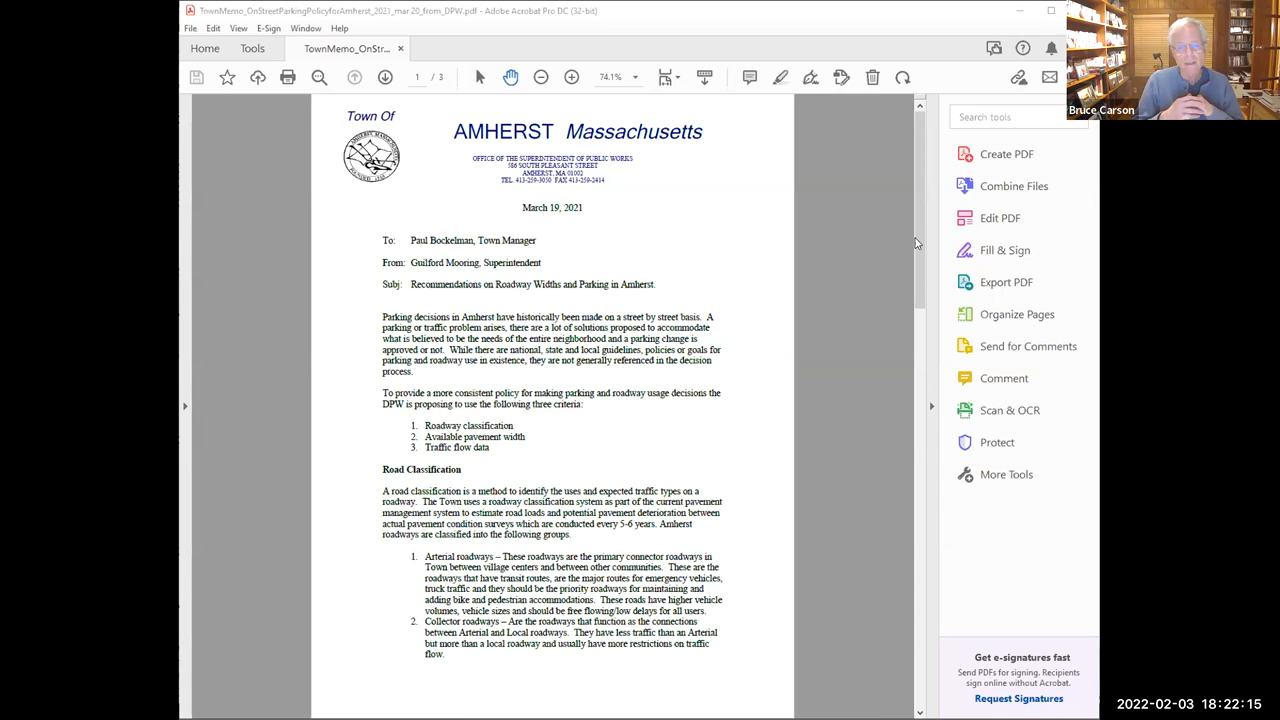 TownMemo_OnStreetParkingPolicyforAmherst_2021_mar 20_from_DPW.pdf - Adobe Acrobat Pro DC (32-bit)
File Edit View E-Sign Window Help
Home Tools TownMemo_OnStr... ×
1 / 3 74.1%
Bruce Carson
Search tools
Create PDF
Combine Files
Edit PDF
Fill & Sign
Export PDF
Organize Pages
Send for Comments
Comment
Scan & OCR
Protect
More Tools
Get e-signatures fast
Send PDFs for signing. Recipients
sign online without Acrobat.
Request Signatures
Town Of
AMHERST Massachusetts
OFFICE OF THE SUPERINTENDENT OF PUBLIC WORKS
586 SOUTH PLEASANT STREET
AMHERST, MA 01002
TEL. 413-259-3050 FAX 413-259-2414
March 19, 2021
To: Paul Bockelman, Town Manager
From: Guilford Mooring, Superintendent
Subj: Recommendations on Roadway Widths and Parking in Amherst.
Parking decisions in Amherst have historically been made on a street by street basis. A
parking or traffic problem arises, there are a lot of solutions proposed to accommodate
what is believed to be the needs of the entire neighborhood and a parking change is
approved or not. While there are national, state and local guidelines, policies or goals for
parking and roadway use in existence, they are not generally referenced in the decision
process.
To provide a more consistent policy for making parking and roadway usage decisions the
DPW is proposing to use the following three criteria:
1. Roadway classification
2. Available pavement width
3. Traffic flow data
Road Classification
A road classification is a method to identify the uses and expected traffic types on a
roadway. The Town uses a roadway classification system as part of the current pavement
management system to estimate road loads and potential pavement deterioration between
actual pavement condition surveys which are conducted every 5-6 years. Amherst
roadways are classified into the following groups.
1. Arterial roadways – These roadways are the primary connector roadways in
Town between village centers and between other communities. These are the
roadways that have transit routes, are the major routes for emergency vehicles,
truck traffic and they should be the priority roadways for maintaining and
adding bike and pedestrian accommodations. These roads have higher vehicle
volumes, vehicle sizes and should be free flowing/low delays for all users.
2. Collector roadways – Are the roadways that function as the connections
between Arterial and Local roadways. They have less traffic than an Arterial
but more than a local roadway and usually have more restrictions on traffic
flow.
2022-02-03 18:22:15